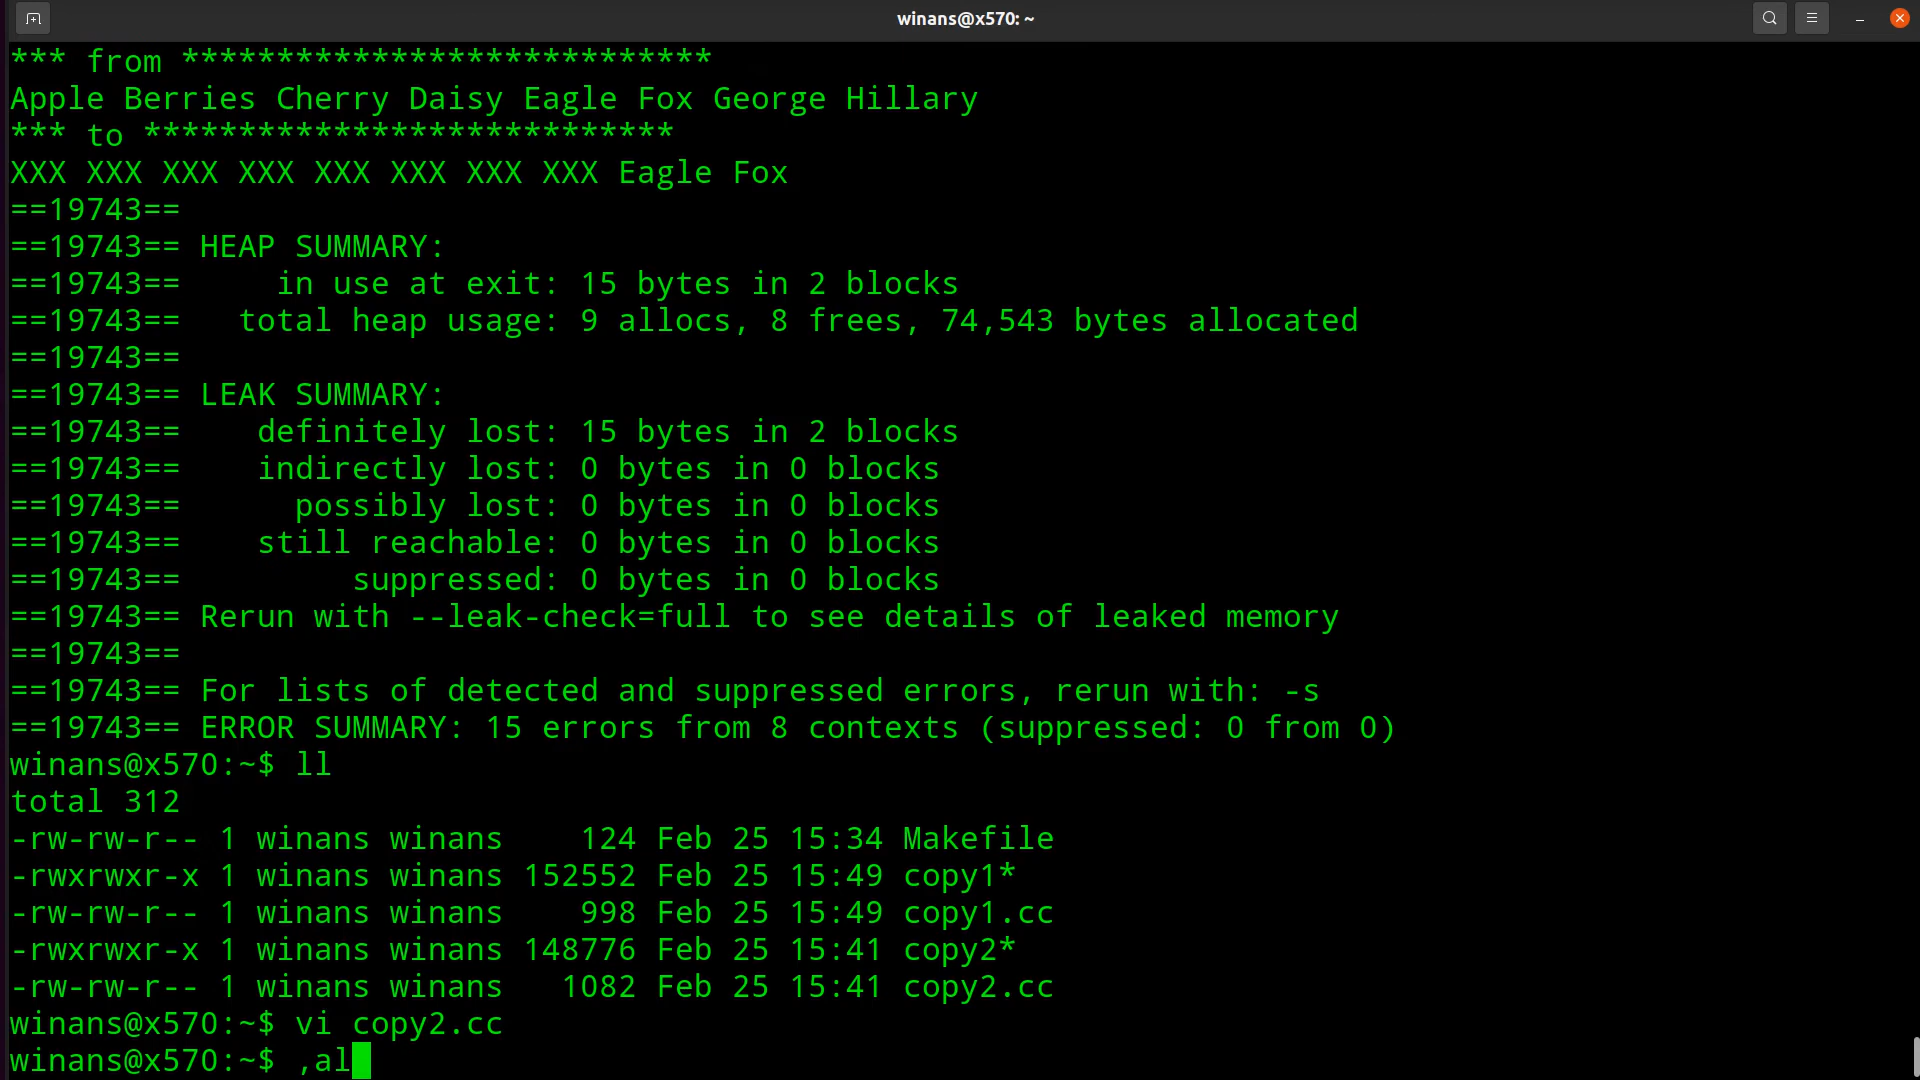 winans@x570: ~
*** from ****************************
Apple Berries Cherry Daisy Eagle Fox George Hillary
*** to ****************************
XXX XXX XXX XXX XXX XXX XXX XXX Eagle Fox
==19743==
==19743== HEAP SUMMARY:
==19743==     in use at exit: 15 bytes in 2 blocks
==19743==   total heap usage: 9 allocs, 8 frees, 74,543 bytes allocated
==19743==
==19743== LEAK SUMMARY:
==19743==    definitely lost: 15 bytes in 2 blocks
==19743==    indirectly lost: 0 bytes in 0 blocks
==19743==      possibly lost: 0 bytes in 0 blocks
==19743==    still reachable: 0 bytes in 0 blocks
==19743==         suppressed: 0 bytes in 0 blocks
==19743== Rerun with --leak-check=full to see details of leaked memory
==19743==
==19743== For lists of detected and suppressed errors, rerun with: -s
==19743== ERROR SUMMARY: 15 errors from 8 contexts (suppressed: 0 from 0)
winans@x570:~$ ll
total 312
-rw-rw-r-- 1 winans winans    124 Feb 25 15:34 Makefile
-rwxrwxr-x 1 winans winans 152552 Feb 25 15:49 copy1*
-rw-rw-r-- 1 winans winans    998 Feb 25 15:49 copy1.cc
-rwxrwxr-x 1 winans winans 148776 Feb 25 15:41 copy2*
-rw-rw-r-- 1 winans winans   1082 Feb 25 15:41 copy2.cc
winans@x570:~$ vi copy2.cc
winans@x570:~$ ,al